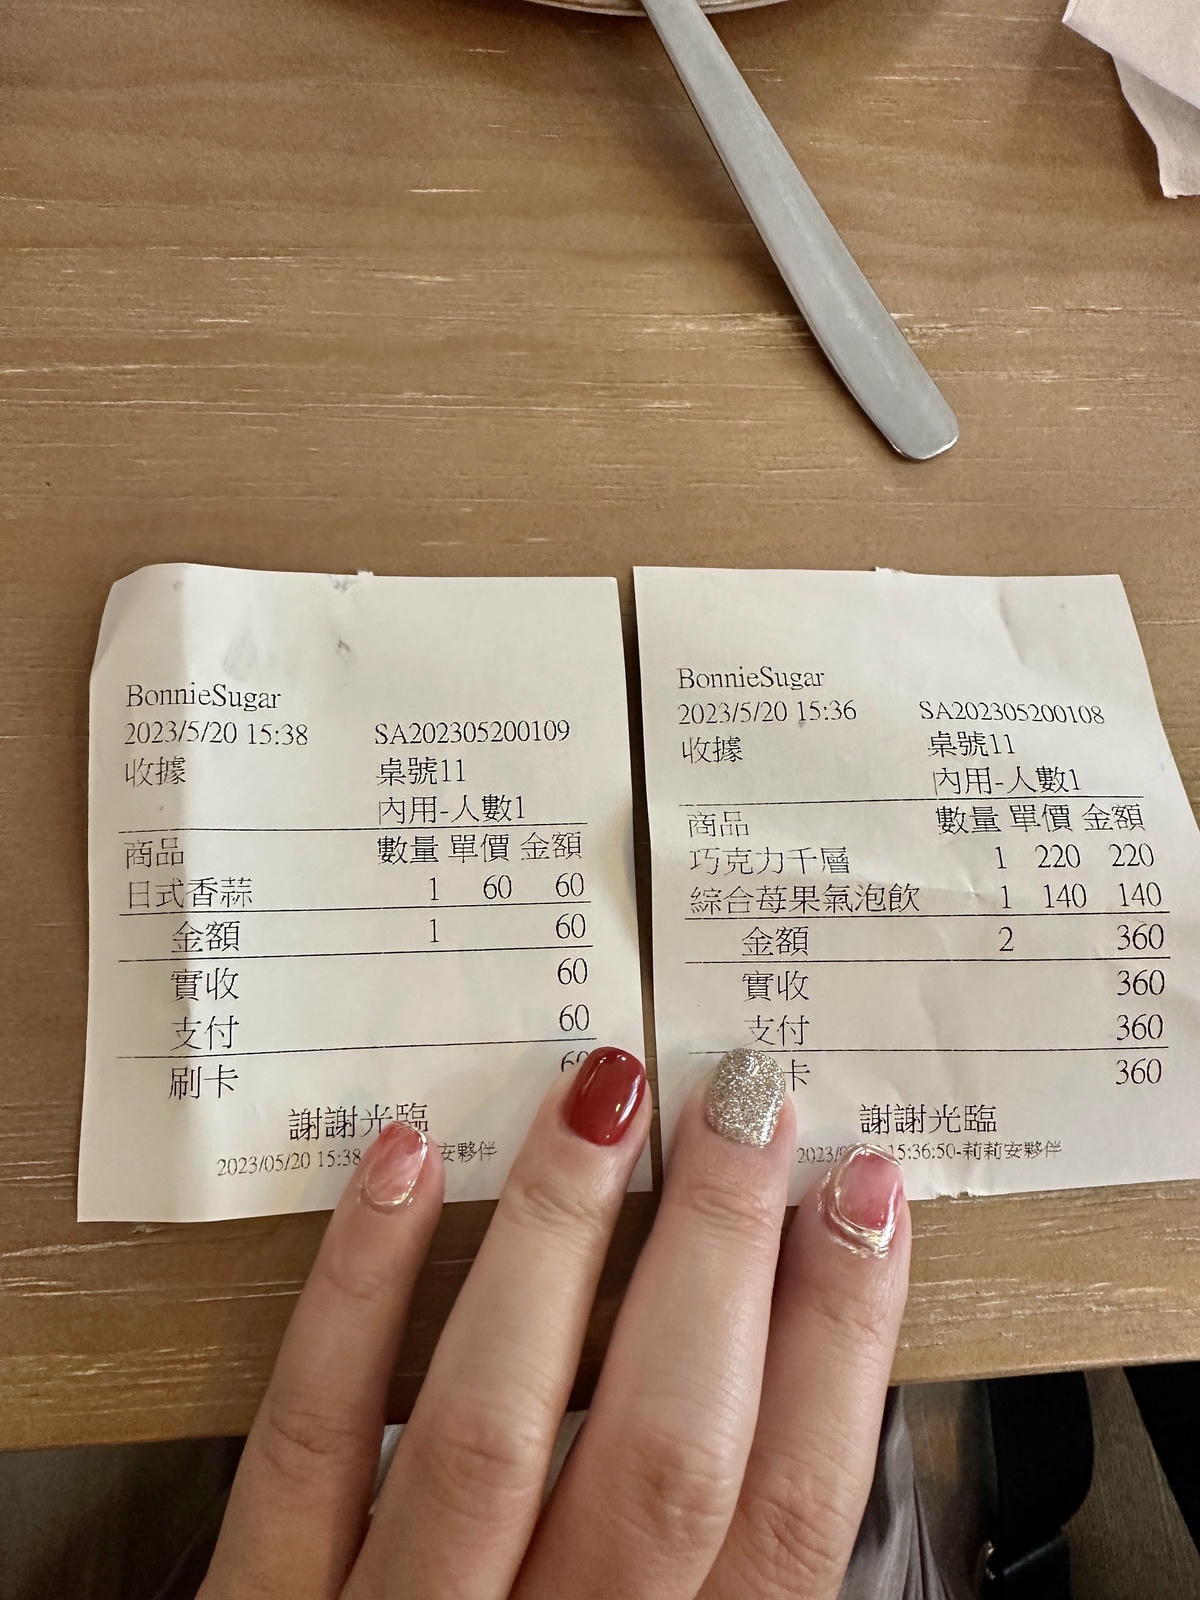 BonnieSugar
2023/5/20 15:38 SA202305200109
收據 桌號11
內用-人數1
商品 數量 單價 金額
日式香蒜 1 60 60
金額 1 60
實收 60
支付 60
刷卡 60
謝謝光臨
2023/05/20 15:38 安夥伴
BonnieSugar
2023/5/20 15:36 SA202305200108
收據 桌號11
內用-人數1
商品 數量 單價 金額
巧克力千層 1 220 220
綜合莓果氣泡飲 1 140 140
金額 2 360
實收 360
支付 360
卡 360
謝謝光臨
2023/ 15:36:50-莉莉安夥伴